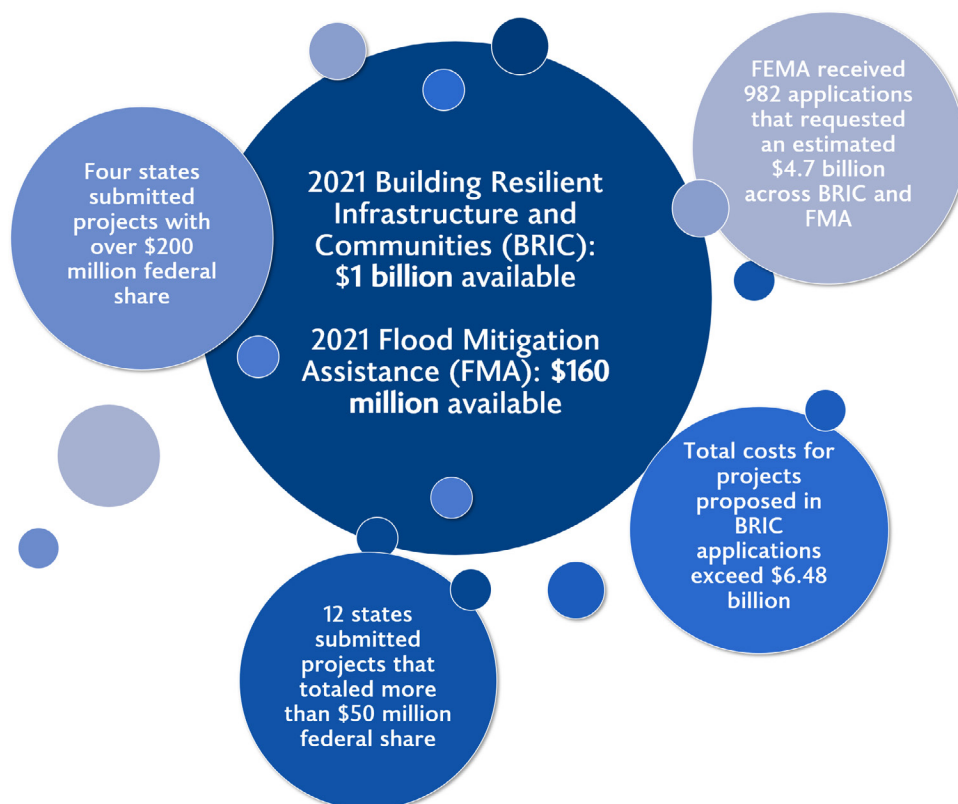 2021 Building Resilient
Infrastructure and
Communities (BRIC):
$1 billion available
2021 Flood Mitigation
Assistance (FMA): $160
million available
Four states
submitted
projects with
over $200
million federal
share
FEMA received
982 applications
that requested
an estimated
$4.7 billion
across BRIC and
FMA
Total costs for
projects
proposed in
BRIC
applications
exceed $6.48
billion
12 states
submitted
projects that
totaled more
than $50 million
federal share